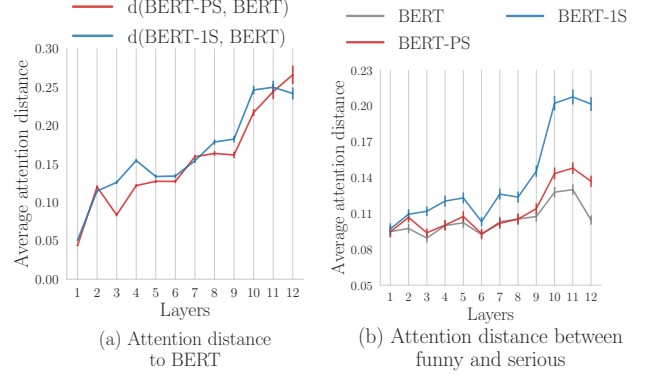 d(BERT-PS, BERT)
d(BERT-1S, BERT)
0.30
0.25
0.20
0.15
0.10
0.05
0.00
Average attention distance
1 2 3 4 5 6 7 8 9 10 11 12
Layers
(a) Attention distance
to BERT
BERT
BERT-1S
BERT-PS
0.23
0.20
0.17
0.14
0.11
0.08
0.05
Average attention distance
1 2 3 4 5 6 7 8 9 10 11 12
Layers
(b) Attention distance between
funny and serious